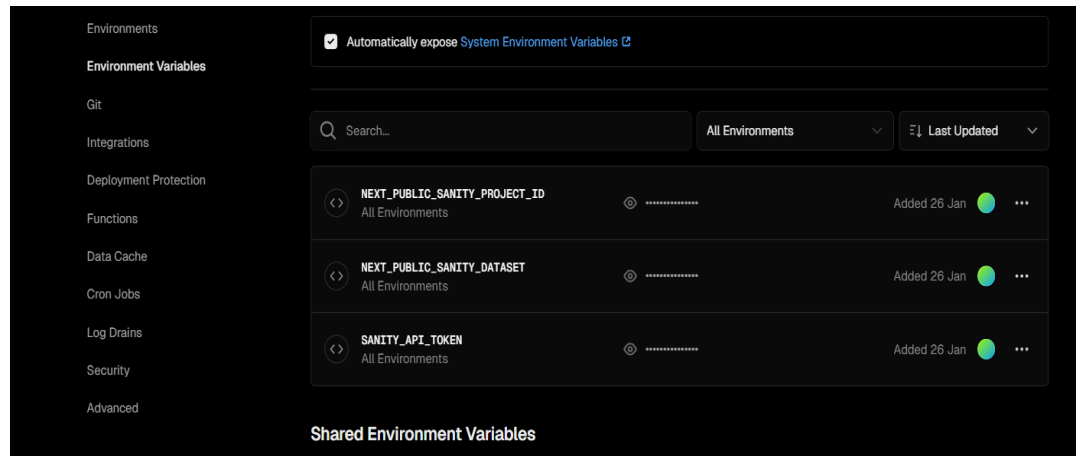 Environments
Environment Variables
Git
Integrations
Deployment Protection
Functions
Data Cache
Cron Jobs
Log Drains
Security
Advanced
Automatically expose System Environment Variables
Search...
All Environments
Last Updated
NEXT_PUBLIC_SANITY_PROJECT_ID
All Environments
••••••••••••••
Added 26 Jan
NEXT_PUBLIC_SANITY_DATASET
All Environments
••••••••••••••
Added 26 Jan
SANITY_API_TOKEN
All Environments
••••••••••••••
Added 26 Jan
Shared Environment Variables